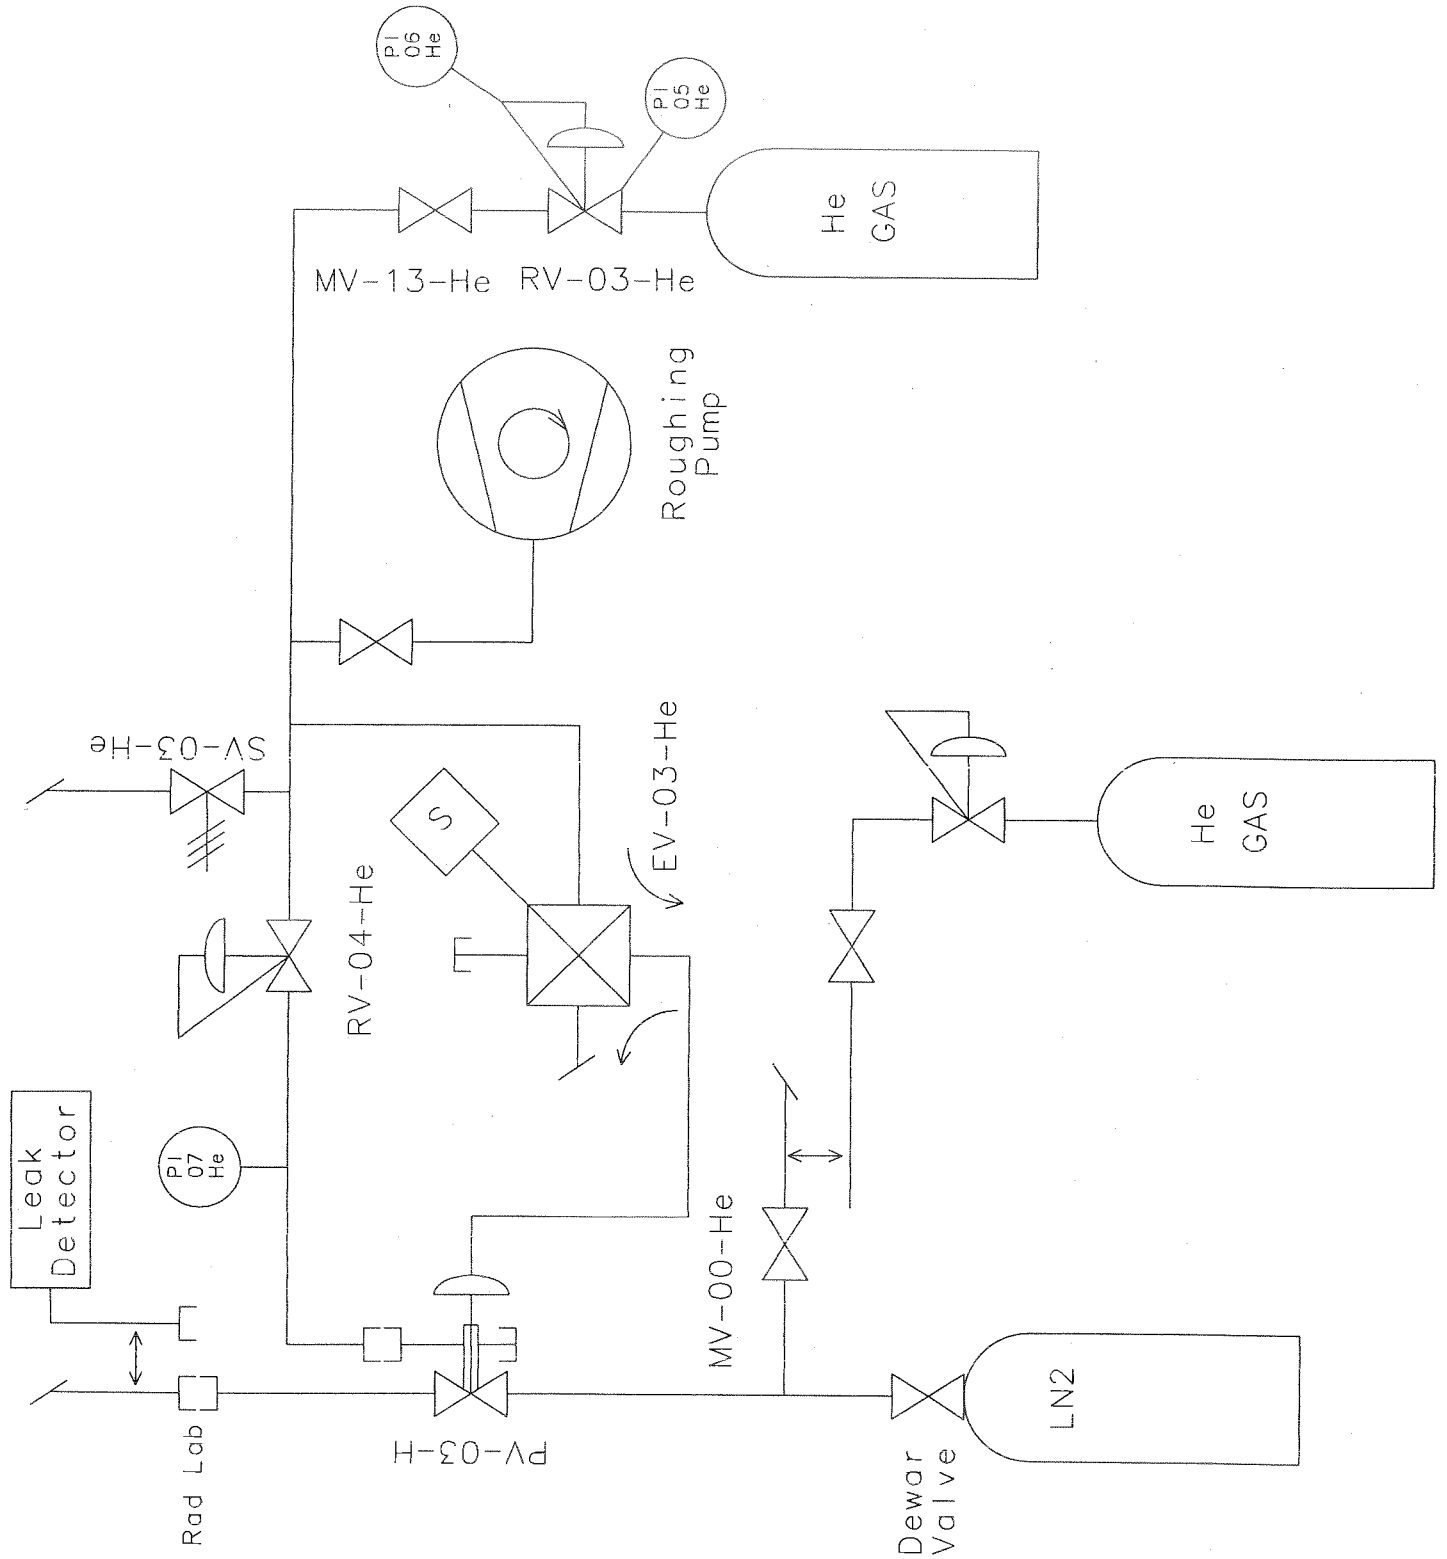 PI
06
He
PI
05
He
He
GAS
MV-13-He
RV-03-He
Roughing
Pump
SV-03-He
EV-03-He
S
RV-04-He
He
GAS
Leak
Detector
PI
07
He
MV-00-He
Rad Lab
PV-03-H
LN2
Dewar
Valve